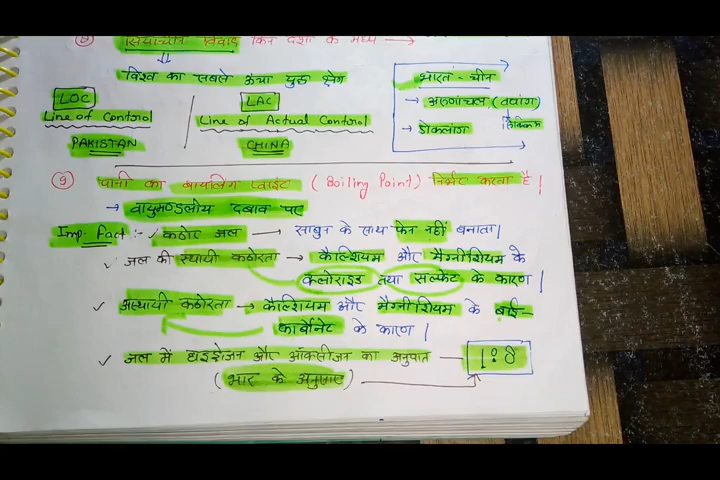 8 सियाचीन विवाद किन देशों के मध्य →
विश्व का सबसे ऊंचा युद्ध क्षेत्र
LOC
Line of Control
PAKISTAN
LAC
Line of Actual Control
CHINA
भारत - चीन
→ अरुणाचल (तवांग)
→ डोकलांग सिक्किम
9 पानी का बायलिंग प्वाइंट (Boiling Point) निर्भर करता है |
→ वायुमण्डलीय दबाव पर
Imp. Fact :- ✓ कठोर जल → साबुन के साथ फेन नहीं बनाता |
✓ जल की स्थायी कठोरता → कैल्शियम और मैग्नीशियम के
क्लोराइड तथा सल्फेट के कारण |
✓ अस्थायी कठोरता → कैल्शियम और मैग्नीशियम के बाई-
कार्बोनेट के कारण |
✓ जल में हाइड्रोजन और ऑक्सीजन का अनुपात — 1:8
(भार के अनुसार)